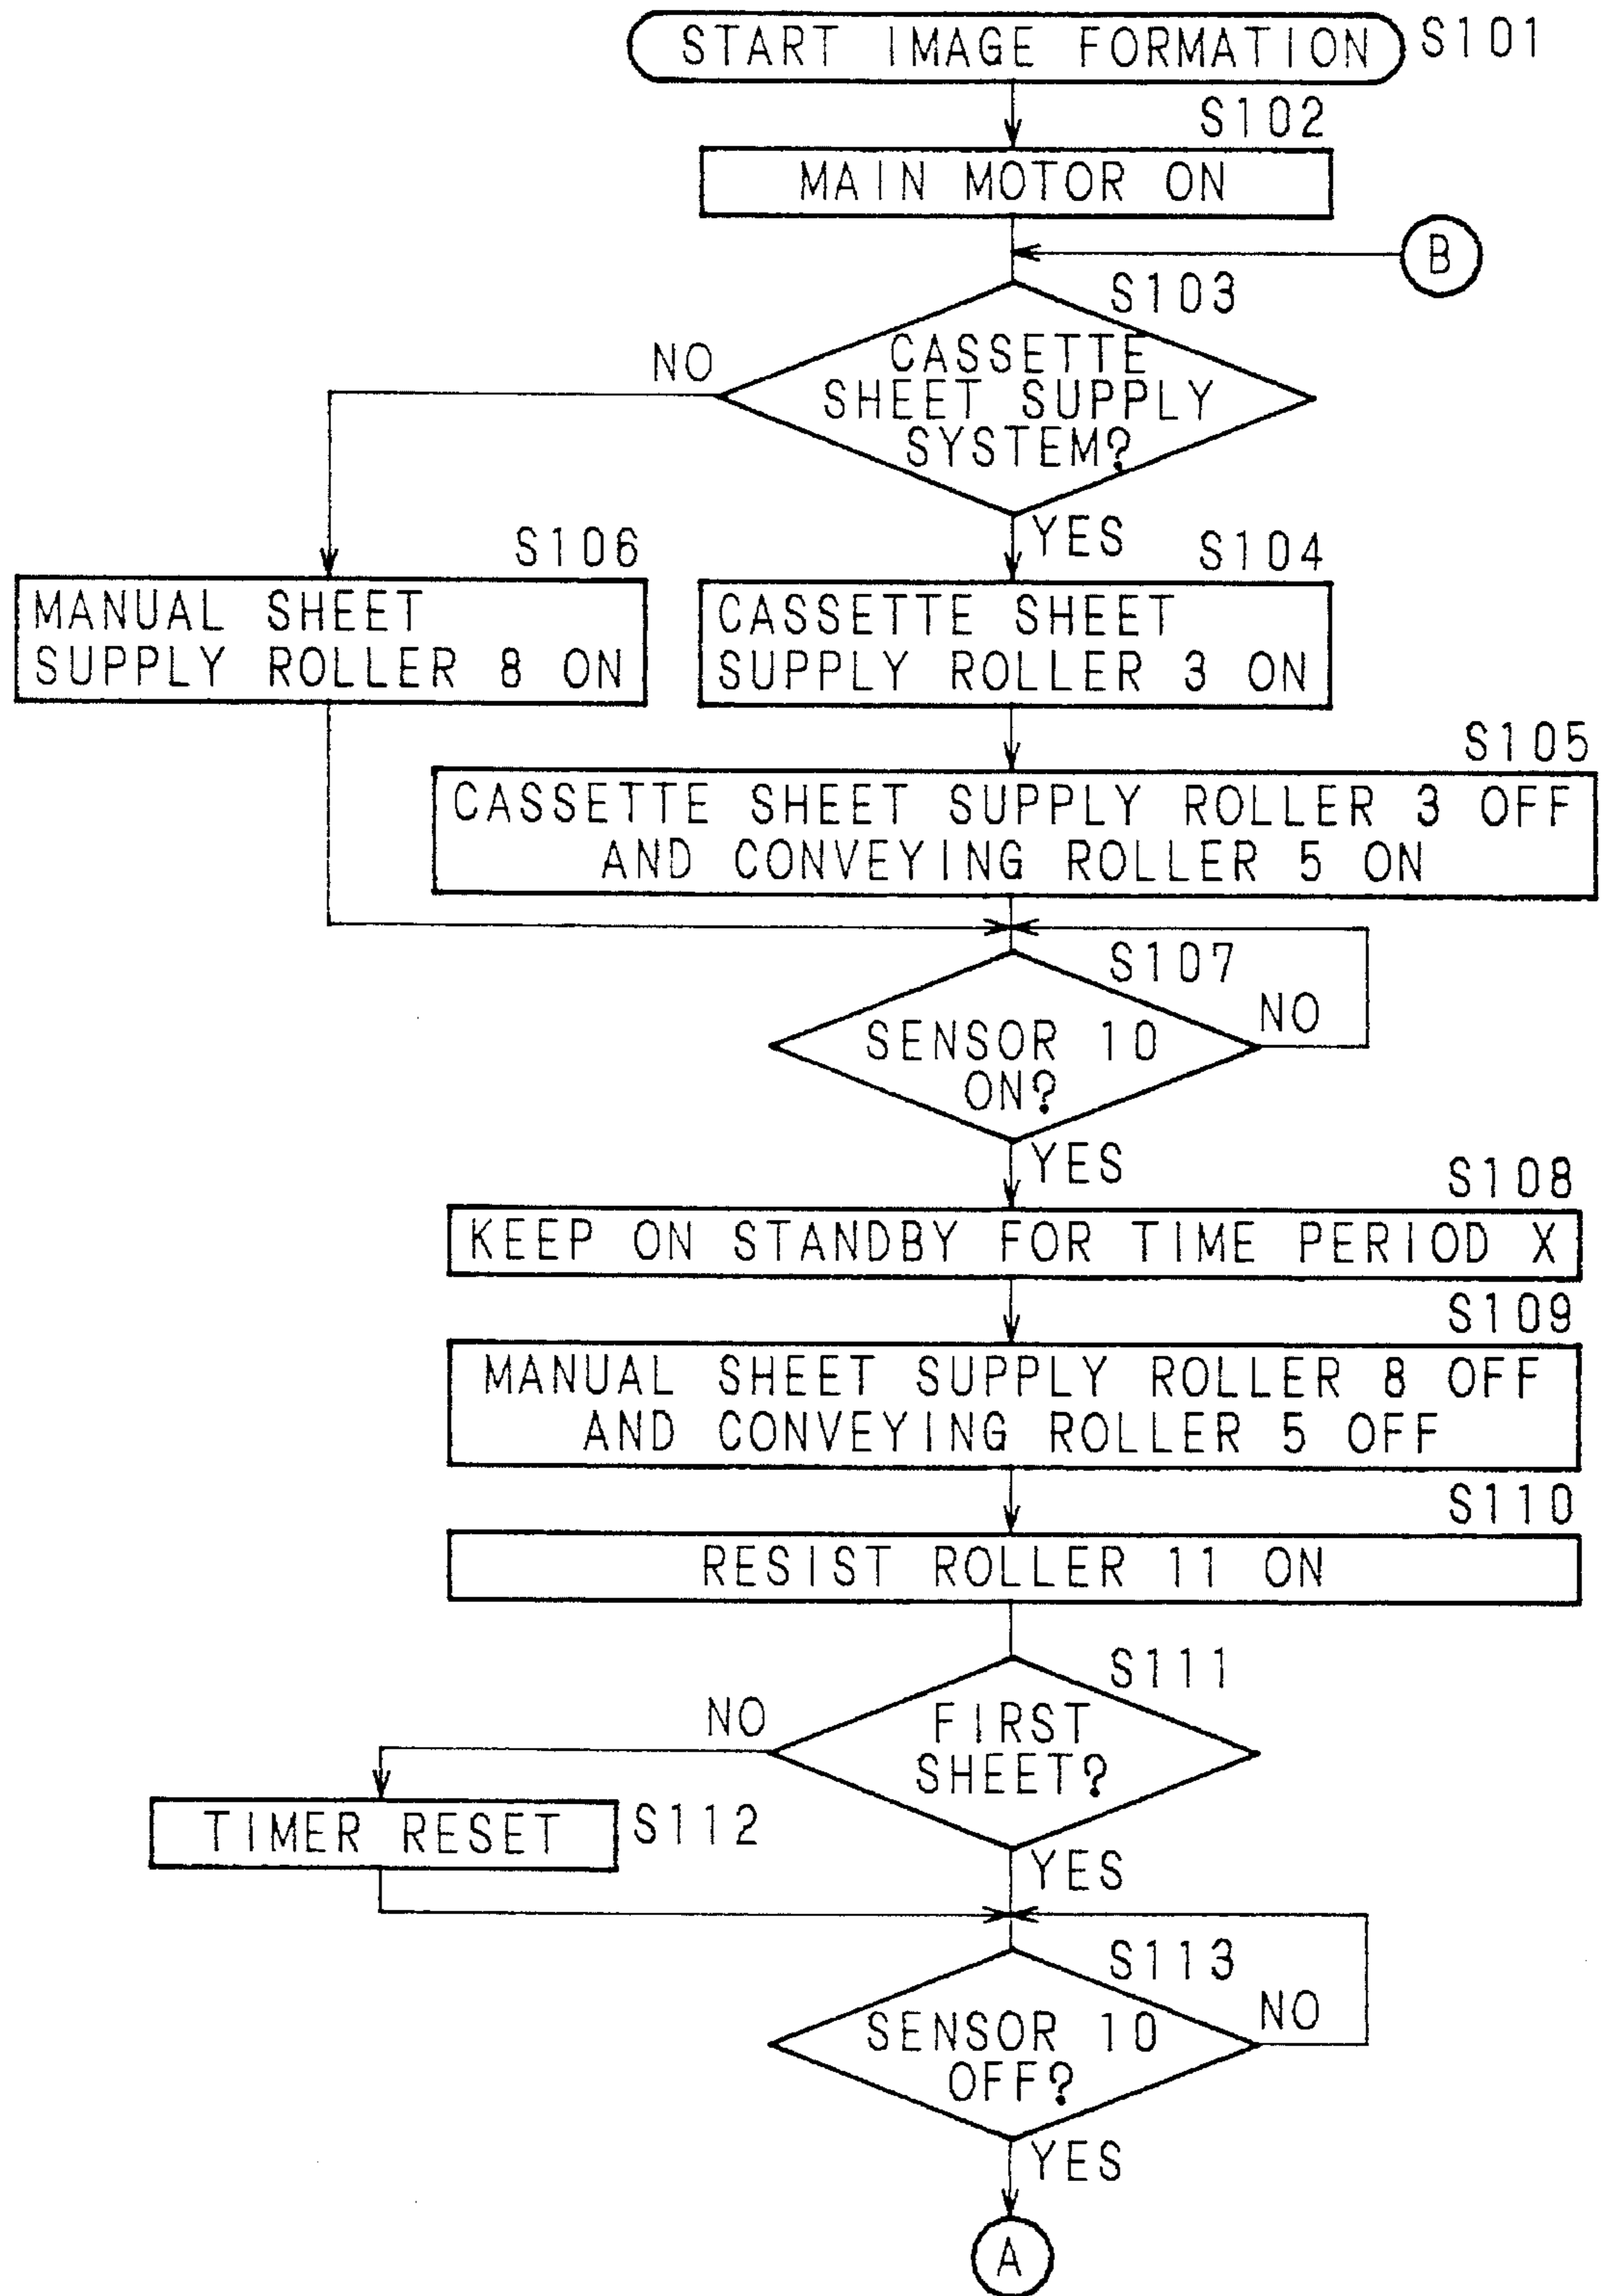 START IMAGE FORMATION S101
S102
MAIN MOTOR ON
B
S103
NO
CASSETTE
SHEET SUPPLY
SYSTEM?
YES
S106
MANUAL SHEET
SUPPLY ROLLER 8 ON
S104
CASSETTE SHEET
SUPPLY ROLLER 3 ON
S105
CASSETTE SHEET SUPPLY ROLLER 3 OFF
AND CONVEYING ROLLER 5 ON
S107
NO
SENSOR 10
ON?
YES
S108
KEEP ON STANDBY FOR TIME PERIOD X
S109
MANUAL SHEET SUPPLY ROLLER 8 OFF
AND CONVEYING ROLLER 5 OFF
S110
RESIST ROLLER 11 ON
S111
NO
FIRST
SHEET?
TIMER RESET S112
YES
S113
NO
SENSOR 10
OFF?
YES
A